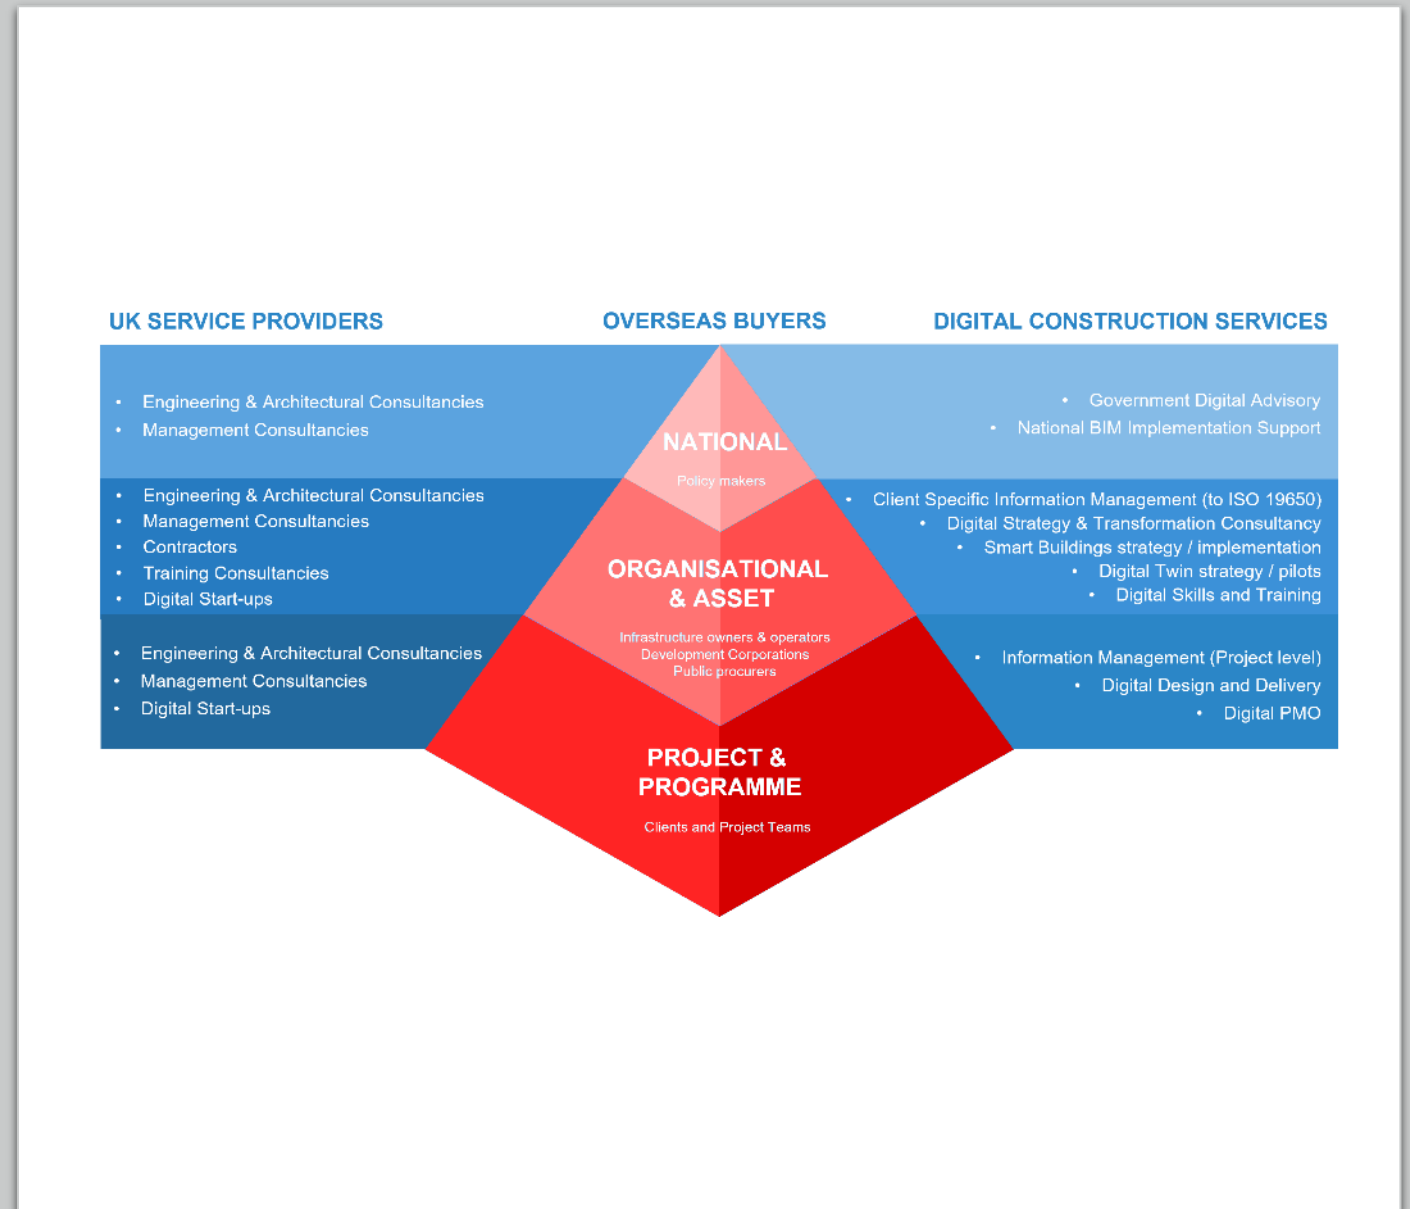 UK SERVICE PROVIDERS
OVERSEAS BUYERS
DIGITAL CONSTRUCTION SERVICES
• Engineering & Architectural Consultancies
• Management Consultancies
NATIONAL
Policy makers
• Government Digital Advisory
• National BIM Implementation Support
• Engineering & Architectural Consultancies
• Management Consultancies
• Contractors
• Training Consultancies
• Digital Start-ups
ORGANISATIONAL
& ASSET
Infrastructure owners & operators
Development Corporations
Public procurers
• Client Specific Information Management (to ISO 19650)
• Digital Strategy & Transformation Consultancy
• Smart Buildings strategy / implementation
• Digital Twin strategy / pilots
• Digital Skills and Training
• Engineering & Architectural Consultancies
• Management Consultancies
• Digital Start-ups
PROJECT &
PROGRAMME
Clients and Project Teams
• Information Management (Project level)
• Digital Design and Delivery
• Digital PMO